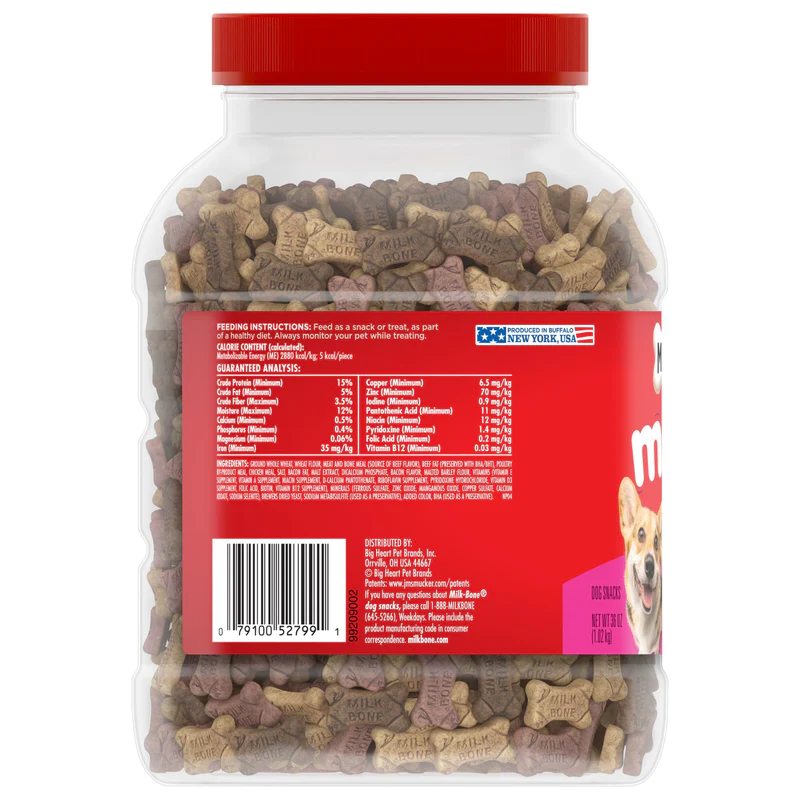 FEEDING INSTRUCTIONS: Feed as a snack or treat, as part
of a healthy diet. Always monitor your pet while treating.
CALORIE CONTENT (calculated):
Metabolizable Energy (ME) 2880 kcal/kg; 5 kcal/piece
GUARANTEED ANALYSIS:
Crude Protein (Minimum) 15%
Crude Fat (Minimum) 5%
Crude Fiber (Maximum) 3.5%
Moisture (Maximum) 12%
Calcium (Minimum) 0.5%
Phosphorus (Minimum) 0.4%
Magnesium (Minimum) 0.06%
Iron (Minimum) 35 mg/kg
Copper (Minimum) 6.5 mg/kg
Zinc (Minimum) 70 mg/kg
Iodine (Minimum) 0.9 mg/kg
Pantothenic Acid (Minimum) 11 mg/kg
Niacin (Minimum) 12 mg/kg
Pyridoxine (Minimum) 1.4 mg/kg
Folic Acid (Minimum) 0.2 mg/kg
Vitamin B12 (Minimum) 0.03 mg/kg
INGREDIENTS: GROUND WHOLE WHEAT, WHEAT FLOUR, MEAT AND BONE MEAL (SOURCE OF BEEF FLAVOR), BEEF FAT (PRESERVED WITH BHA/BHT), POULTRY
BY-PRODUCT MEAL, CHICKEN MEAL, SALT, BACON FAT, MALT EXTRACT, DICALCIUM PHOSPHATE, BACON FLAVOR, MALTED BARLEY FLOUR, VITAMINS (VITAMIN E
SUPPLEMENT, VITAMIN A SUPPLEMENT, NIACIN SUPPLEMENT, D-CALCIUM PANTOTHENATE, RIBOFLAVIN SUPPLEMENT, PYRIDOXINE HYDROCHLORIDE, VITAMIN D3
SUPPLEMENT, FOLIC ACID, BIOTIN, VITAMIN B12 SUPPLEMENT), MINERALS (FERROUS SULFATE, ZINC OXIDE, MANGANOUS OXIDE, COPPER SULFATE, CALCIUM
IODATE, SODIUM SELENITE), BREWERS DRIED YEAST, SODIUM METABISULFITE (USED AS A PRESERVATIVE), ADDED COLOR, BHA (USED AS A PRESERVATIVE).
PRODUCED IN BUFFALO
NEW YORK, USA
DISTRIBUTED BY:
Big Heart Pet Brands, Inc.
Orrville, OH USA 44667
© Big Heart Pet Brands
Patents: www.jmsmucker.com/patents
If you have any questions about Milk-Bone®
dog snacks, please call 1-888-MILKBONE
(645-5266), Weekdays. Please include the
product manufacturing code in consumer
correspondence. milkbone.com
0 79100 52799 1
99209002
DOG SNACKS
NET WT 36 OZ
(1.02 kg)
m
MILK
BONE